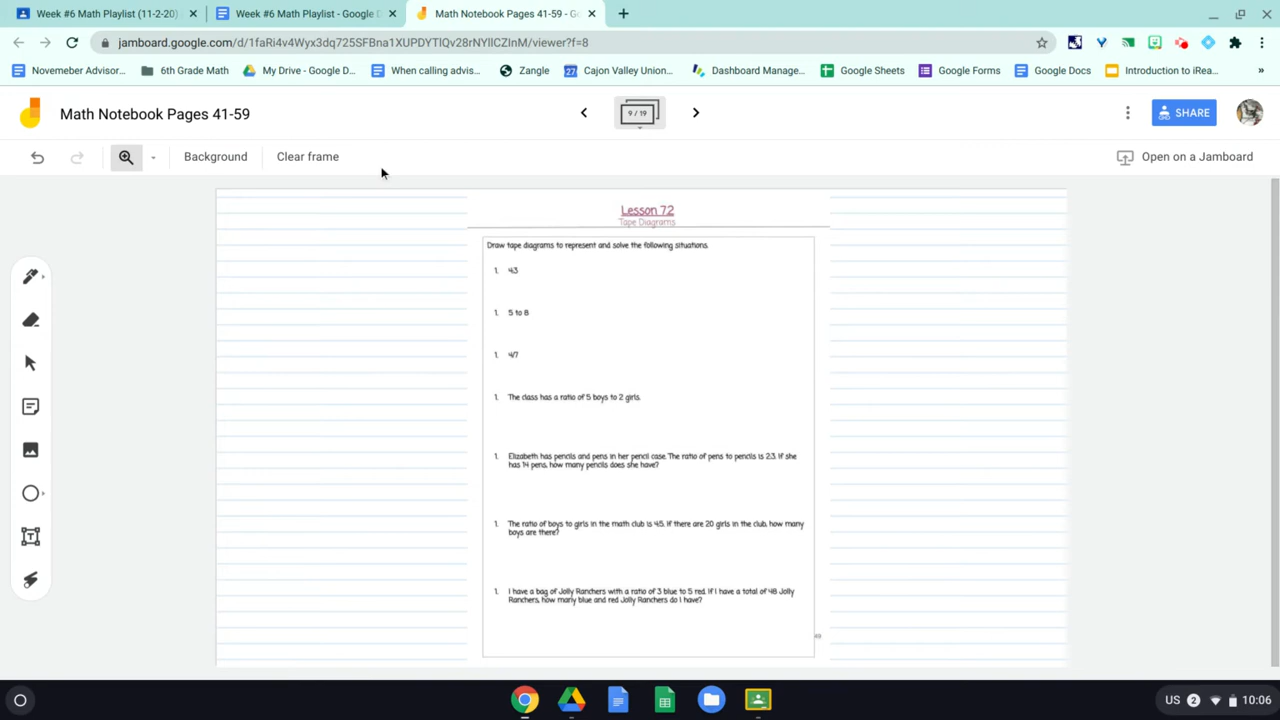 Week #6 Playlist (11-2-20)
Week #6 Playlist - Google D
Math Notebook Pages 41-59 - Go
jamboard.google.com/d/1faRi4v4Wyx3dq725SFBna1XUPDYTIQv28rNYllCZInM/viewer?f=8
Novemeber Advisor...
6th Grade Math
My Drive - Google D...
When calling advis...
Zangle
Cajon Valley Union...
Dashboard Manage...
Google Sheets
Google Forms
Google Docs
Introduction to iRea...
»
Math Notebook Pages 41-59
9 / 19
SHARE
Background
Clear frame
Open on a Jamboard
Lesson 7.2
Tape Diagrams
Draw tape diagrams to represent and solve the following situations.
1. 4:3
1. 5 to 8
1. 4/7
1. The class has a ratio of 5 boys to 2 girls.
1. Elizabeth has pencils and pens in her pencil case. The ratio of pens to pencils is 2:3. If she
has 14 pens, how many pencils does she have?
1. The ratio of boys to girls in the math club is 4:5. If there are 20 girls in the club, how many
boys are there?
1. I have a bag of Jolly Ranchers with a ratio of 3 blue to 5 red. If I have a total of 48 Jolly
Ranchers, how many blue and red Jolly Ranchers do I have?
49
US 2 10:06